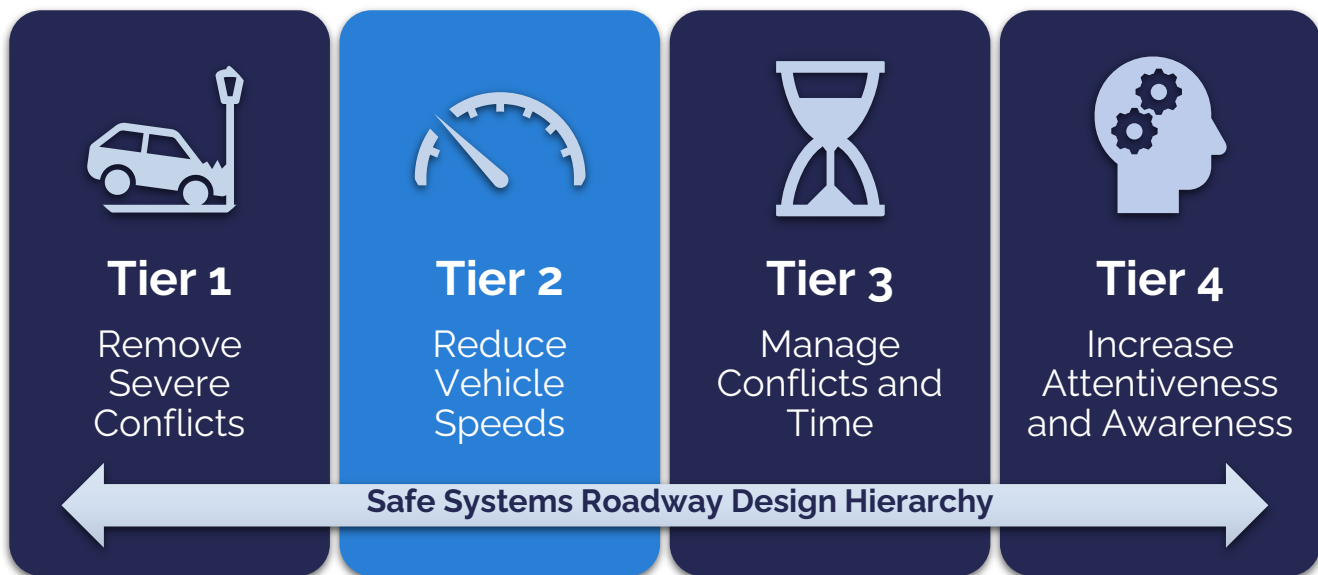 Tier 1
Remove
Severe
Conflicts
Tier 2
Reduce
Vehicle
Speeds
Tier 3
Manage
Conflicts and
Time
Tier 4
Increase
Attentiveness
and Awareness
Safe Systems Roadway Design Hierarchy